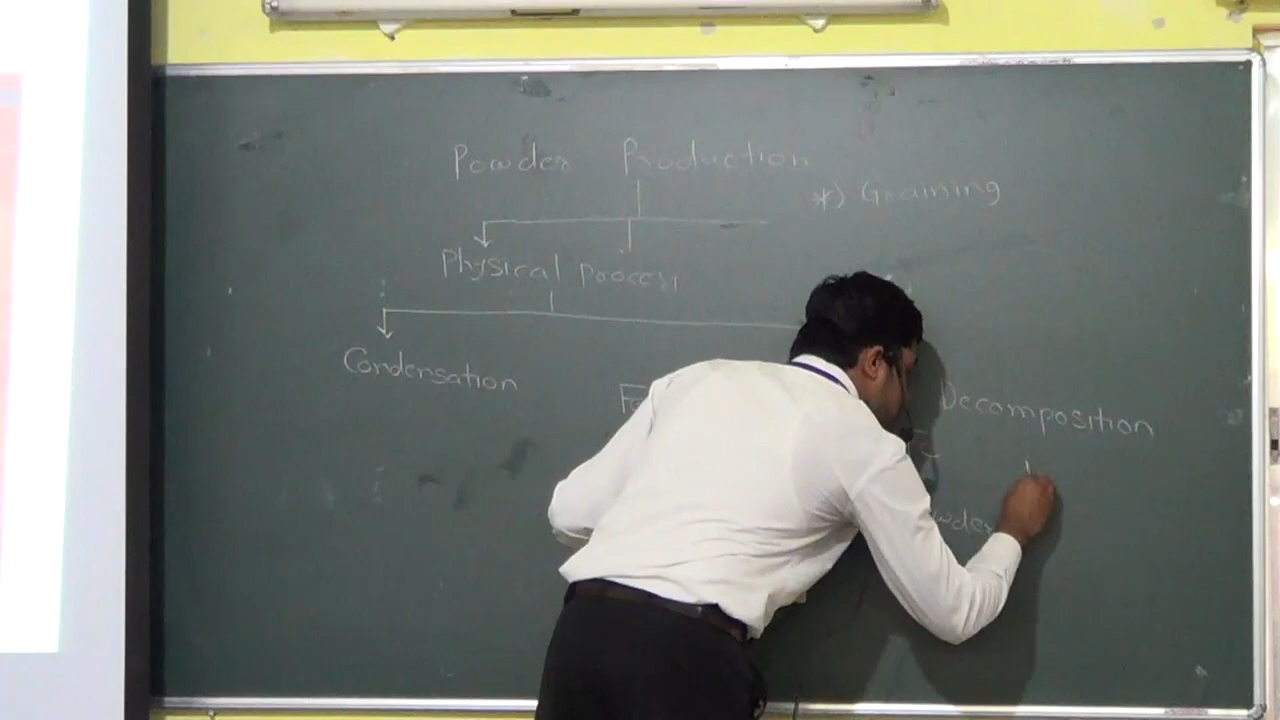 Powder Production
*) Graining
Physical process
Condensation
Decomposition